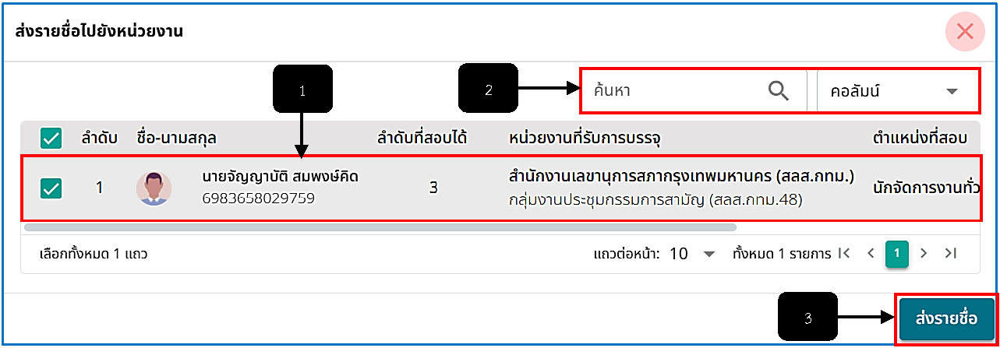 ส่งรายชื่อไปยังหน่วยงาน
1
2
ค้นหา
คอลัมน์
ลำดับ ชื่อ-นามสกุล ลำดับที่สอบได้ หน่วยงานที่รับการบรรจุ ตำแหน่งที่สอบ
1 นายจัญญาบัติ สมพงษ์คิด 3 สำนักงานเลขานุการสภากรุงเทพมหานคร (สลส.กทม.) นักจัดการงานทั่ว
6983658029759 กลุ่มงานประชุมกรรมการสามัญ (สลส.กทม.48)
เลือกทั้งหมด 1 แถว แถวต่อหน้า: 10 ทั้งหมด 1 รายการ 1
3 ส่งรายชื่อ